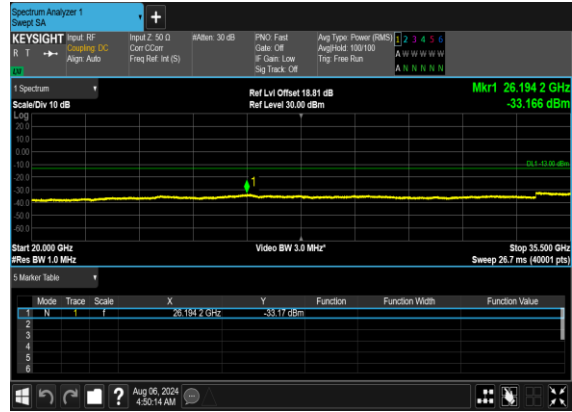 Spectrum Analyzer 1
Swept SA
+
KEYSIGHT Input: RF Input Z: 50 Ω #Atten: 30 dB PNO: Fast Avg Type: Power (RMS) 1 2 3 4 5 6
R T Coupling: DC Corr CCorr Gate: Off Avg|Hold: 100/100 A W W W W W
Align: Auto Freq Ref: Int (S) IF Gain: Low Trig: Free Run
Sig Track: Off A N N N N N
1 Spectrum Ref Lvl Offset 18.81 dB Mkr1 26.194 2 GHz
Scale/Div 10 dB Ref Level 30.00 dBm -33.166 dBm
Log
20.0
10.0
0.00
-10.0
DL1 -13.00 dBm
-20.0
1
-30.0
-40.0
-50.0
-60.0
Start 20.000 GHz Video BW 3.0 MHz* Stop 35.500 GHz
#Res BW 1.0 MHz Sweep 26.7 ms (40001 pts)
5 Marker Table
Mode Trace Scale X Y Function Function Width Function Value
1 N 1 f 26.194 2 GHz -33.17 dBm
2
3
4
5
6
? Aug 06, 2024
4:50:14 AM